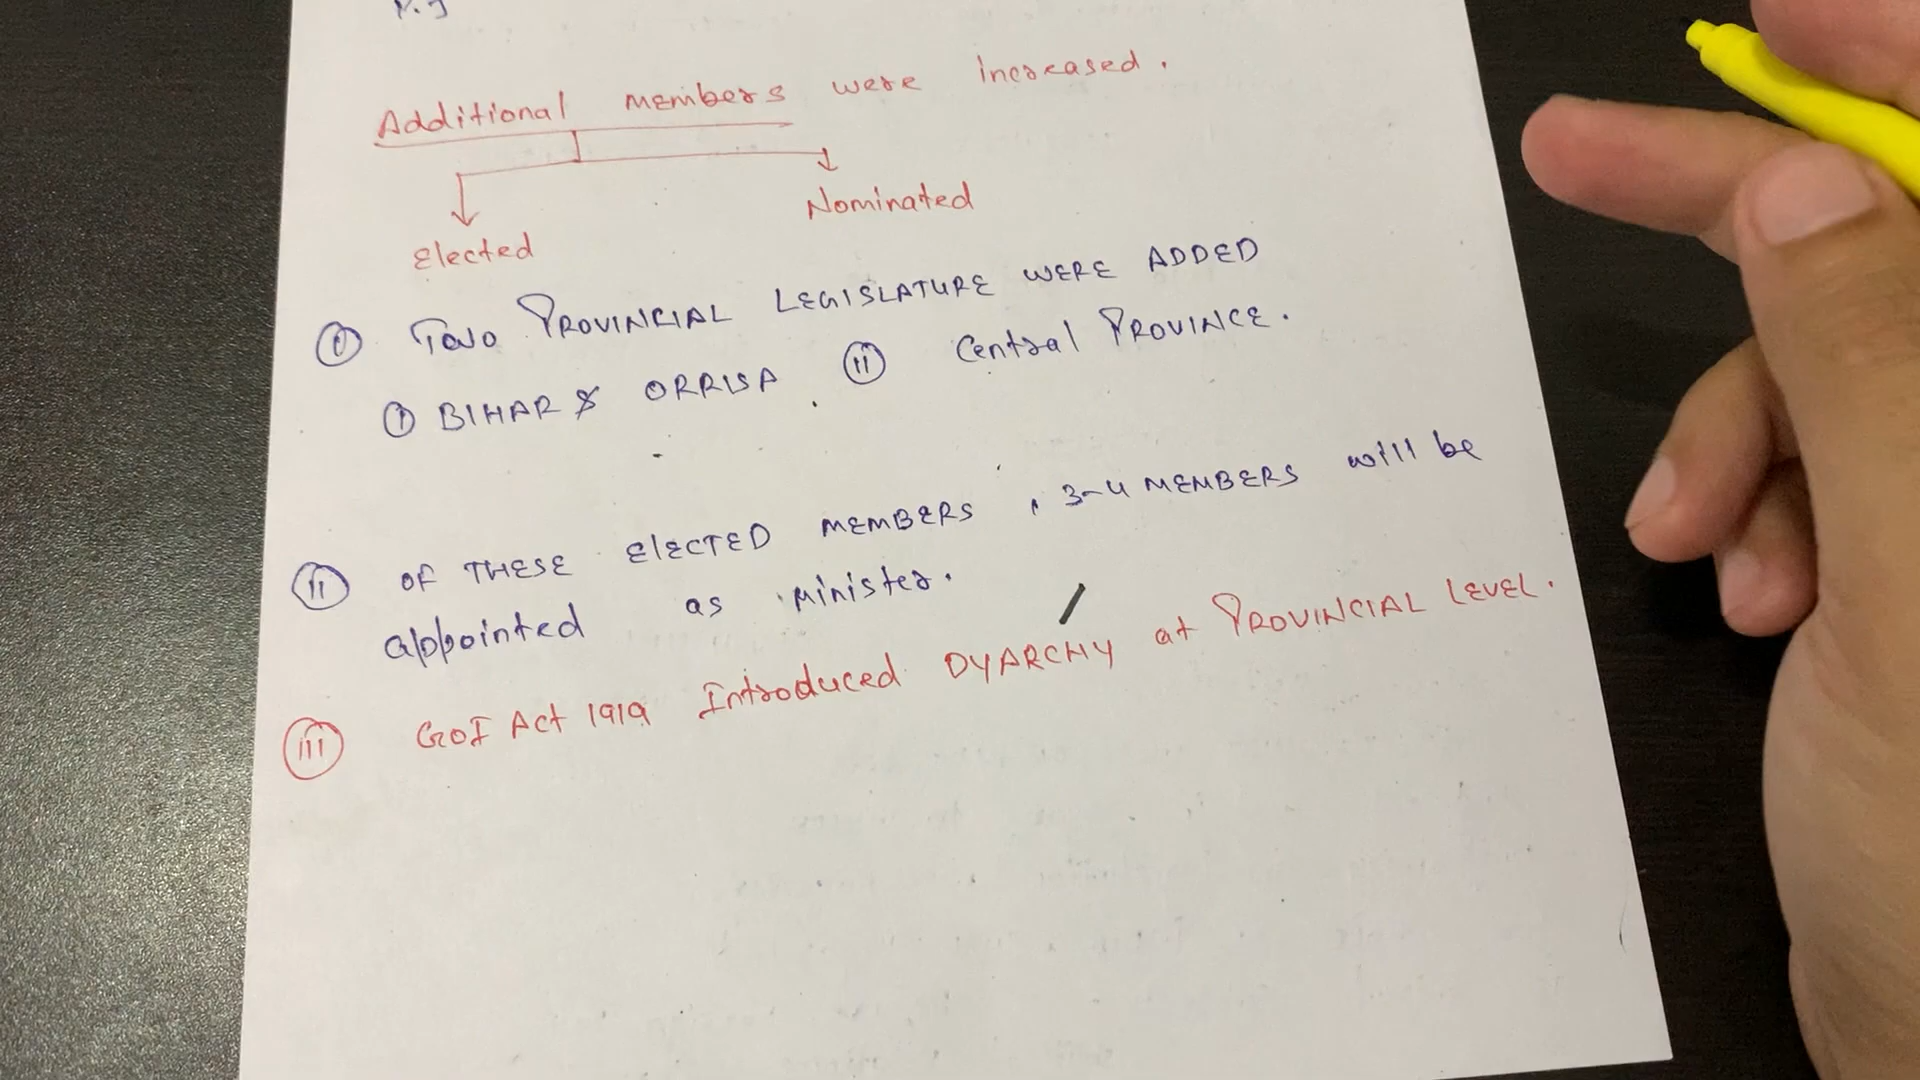 Additional members were increased.
Elected
Nominated
(i) Two PROVINCIAL LEGISLATURE WERE ADDED
(i) BIHAR & ORRISA (ii) Central PROVINCE.
(ii) OF THESE ElECTED MEMBERS, 3-4 MEMBERS will be
appointed as minister.
(iii) GOI Act 1919 Introduced DYARCHY at PROVINCIAL LEVEL.